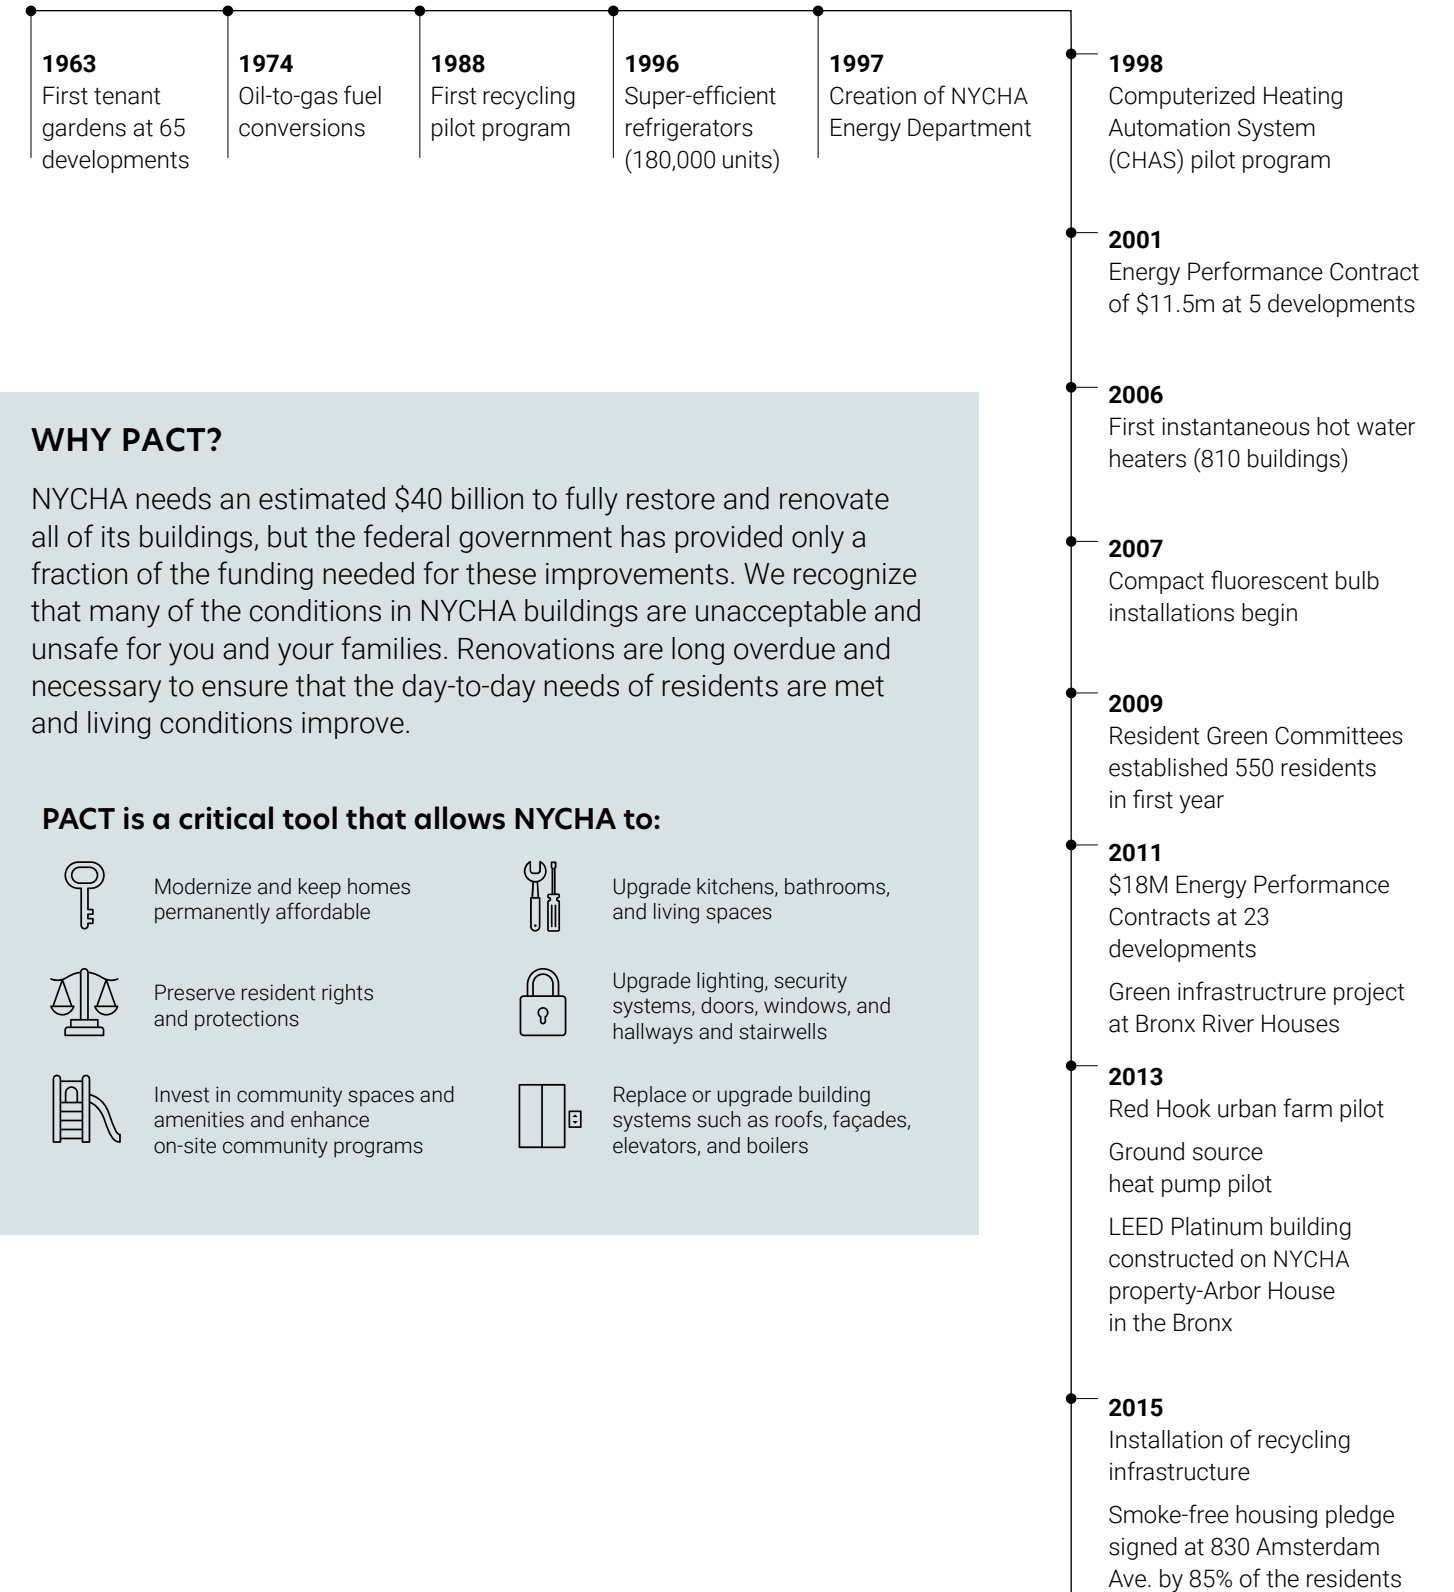 1963
First tenant
gardens at 65
developments
1974
Oil-to-gas fuel
conversions
1988
First recycling
pilot program
1996
Super-efficient
refrigerators
(180,000 units)
1997
Creation of NYCHA
Energy Department
1998
Computerized Heating
Automation System
(CHAS) pilot program
2001
Energy Performance Contract
of $11.5m at 5 developments
2006
First instantaneous hot water
heaters (810 buildings)
2007
Compact fluorescent bulb
installations begin
2009
Resident Green Committees
established 550 residents
in first year
2011
$18M Energy Performance
Contracts at 23
developments
Green infrastructrure project
at Bronx River Houses
2013
Red Hook urban farm pilot
Ground source
heat pump pilot
LEED Platinum building
constructed on NYCHA
property-Arbor House
in the Bronx
2015
Installation of recycling
infrastructure
Smoke-free housing pledge
signed at 830 Amsterdam
Ave. by 85% of the residents
WHY PACT?
NYCHA needs an estimated $40 billion to fully restore and renovate
all of its buildings, but the federal government has provided only a
fraction of the funding needed for these improvements. We recognize
that many of the conditions in NYCHA buildings are unacceptable and
unsafe for you and your families. Renovations are long overdue and
necessary to ensure that the day-to-day needs of residents are met
and living conditions improve.
PACT is a critical tool that allows NYCHA to:
Modernize and keep homes
permanently affordable
Preserve resident rights
and protections
Invest in community spaces and
amenities and enhance
on-site community programs
Upgrade kitchens, bathrooms,
and living spaces
Upgrade lighting, security
systems, doors, windows, and
hallways and stairwells
Replace or upgrade building
systems such as roofs, façades,
elevators, and boilers